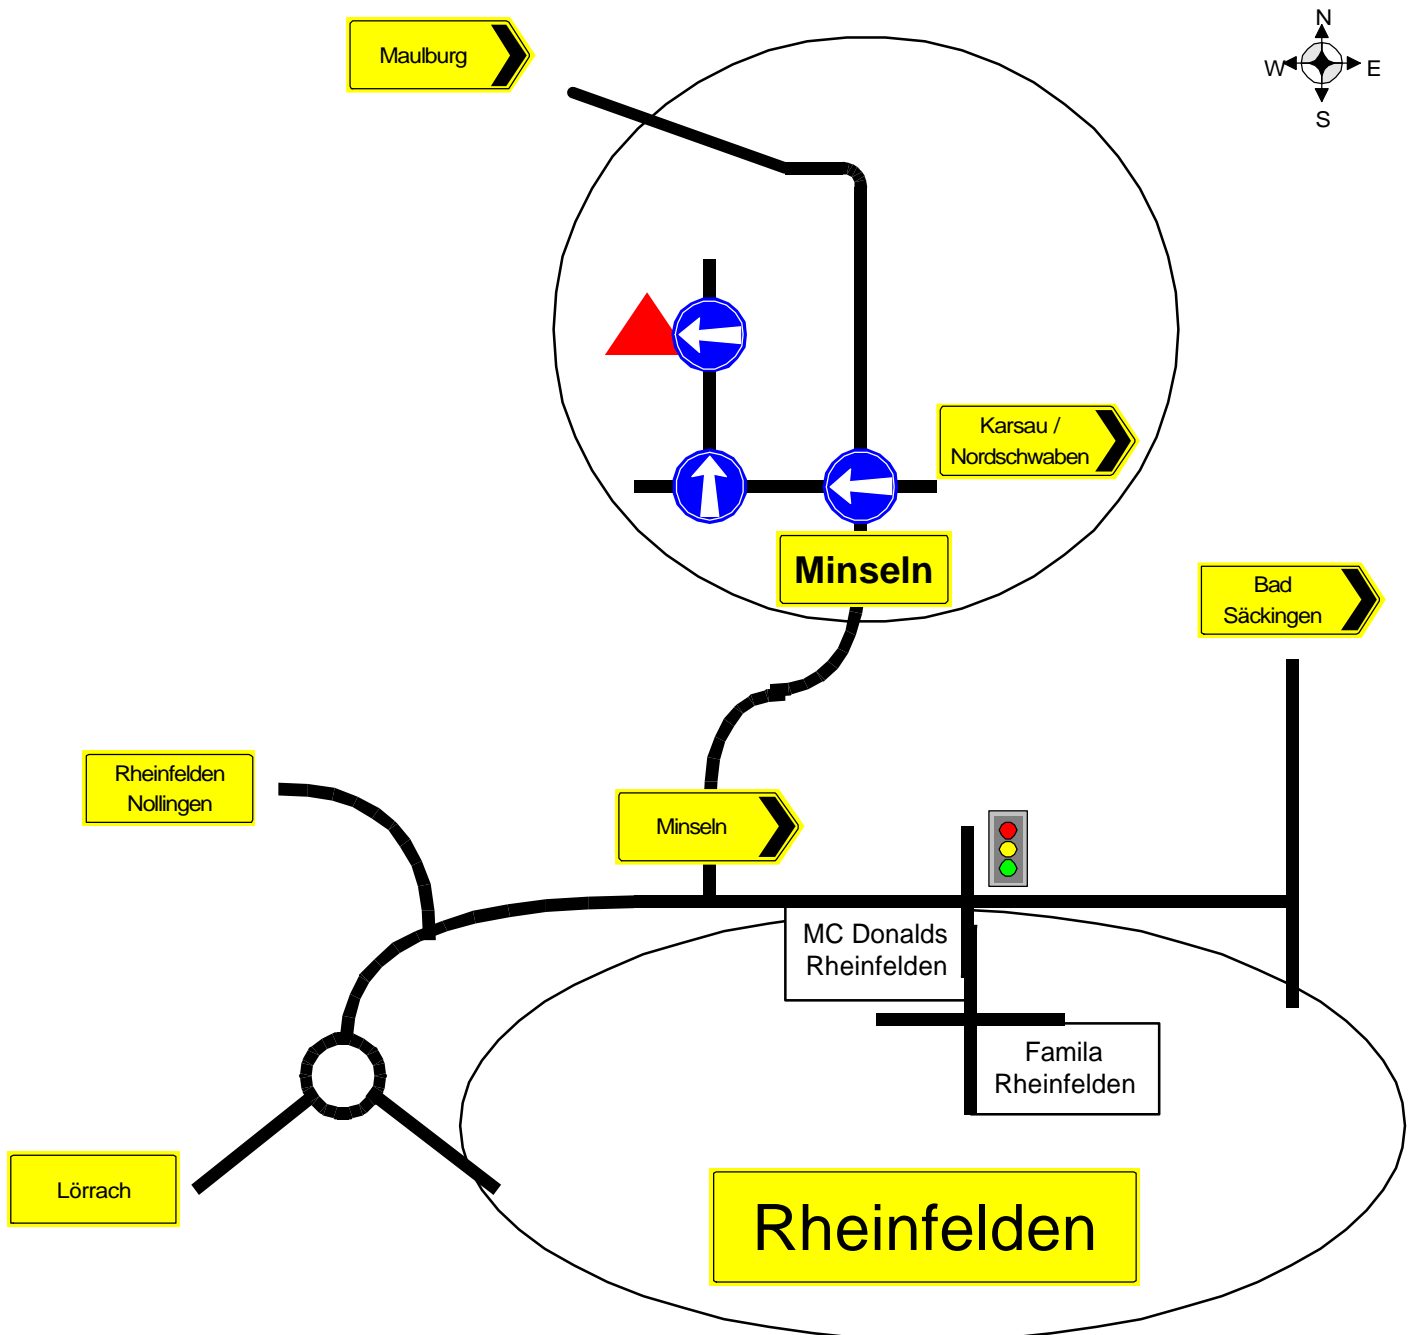 N
Maulburg
W
E
S
Karsau /
Nordschwaben
Minseln
Bad
Säckingen
Rheinfelden
Nollingen
Minseln
MC Donalds
Rheinfelden
Famila
Rheinfelden
Lörrach
Rheinfelden